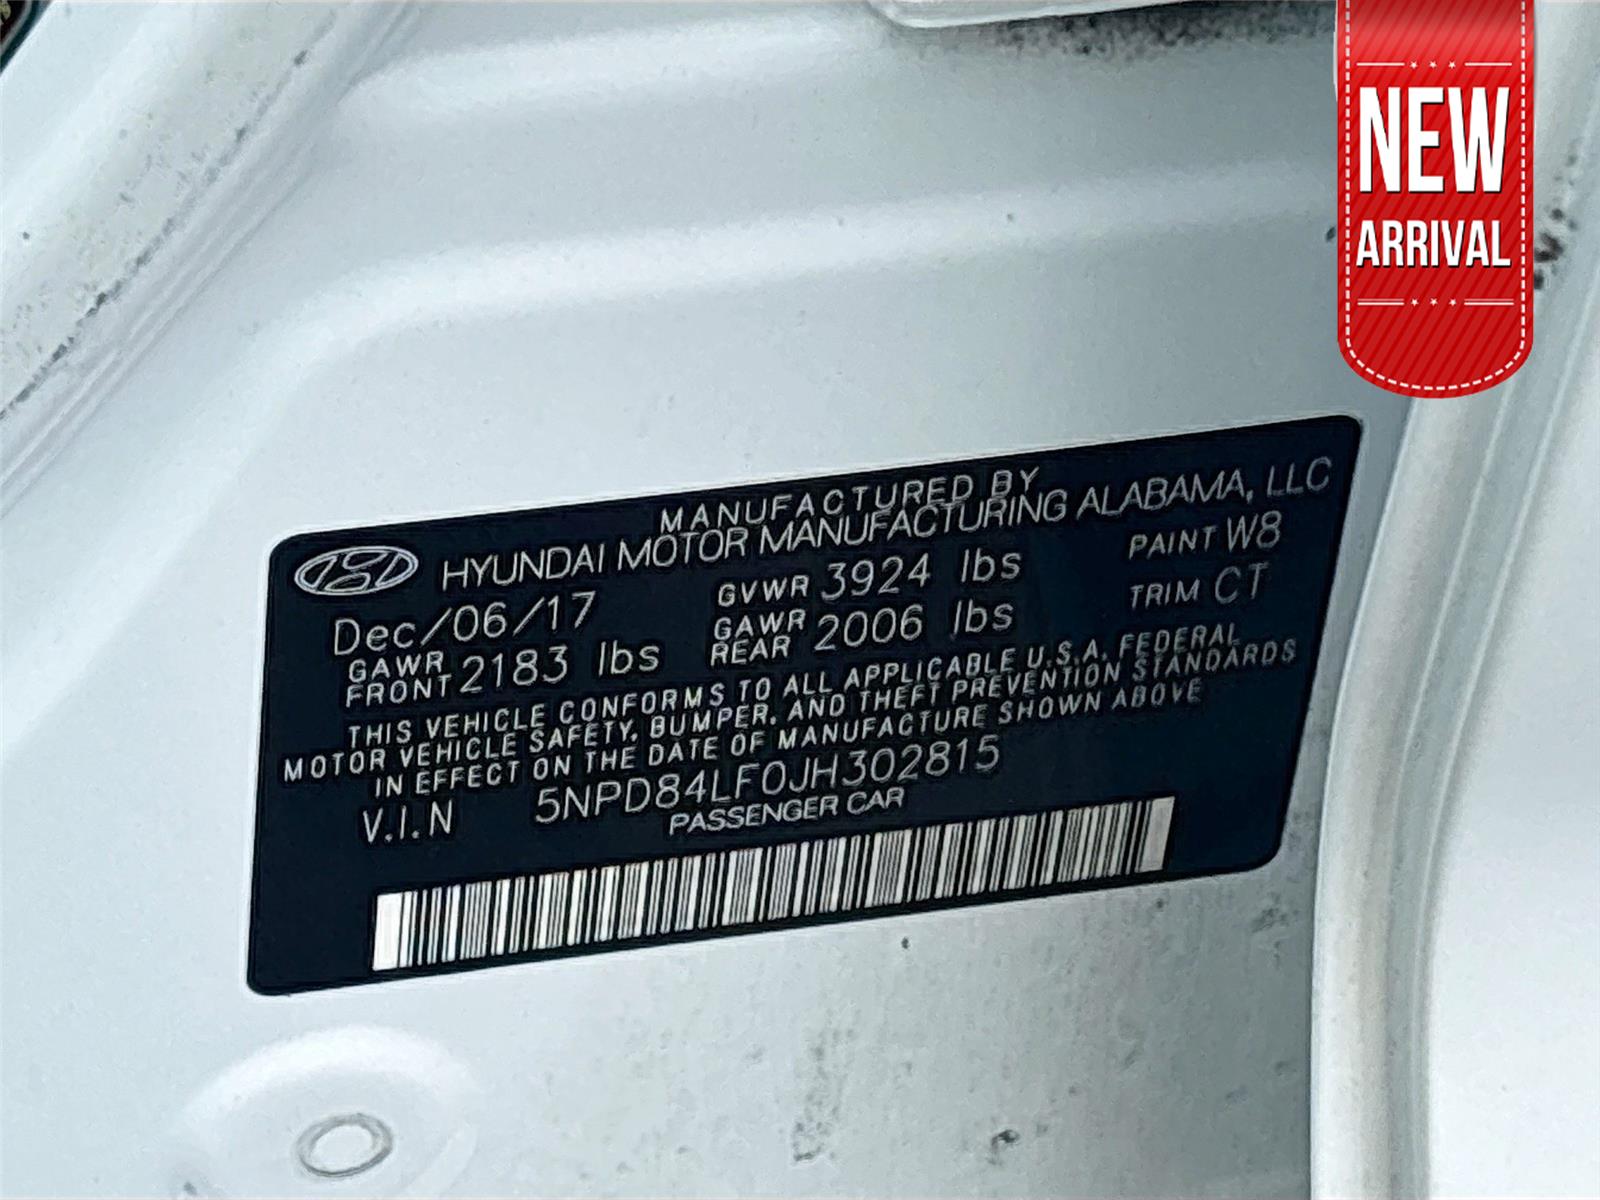 NEW
ARRIVAL
MANUFACTURED BY
HYUNDAI MOTOR MANUFACTURING ALABAMA, LLC
Dec/06/17 GVWR 3924 lbs PAINT W8
GAWR FRONT 2183 lbs GAWR REAR 2006 lbs TRIM CT
THIS VEHICLE CONFORMS TO ALL APPLICABLE U.S.A. FEDERAL
MOTOR VEHICLE SAFETY, BUMPER, AND THEFT PREVENTION STANDARDS
IN EFFECT ON THE DATE OF MANUFACTURE SHOWN ABOVE
V.I.N 5NPD84LF0JH302815
PASSENGER CAR